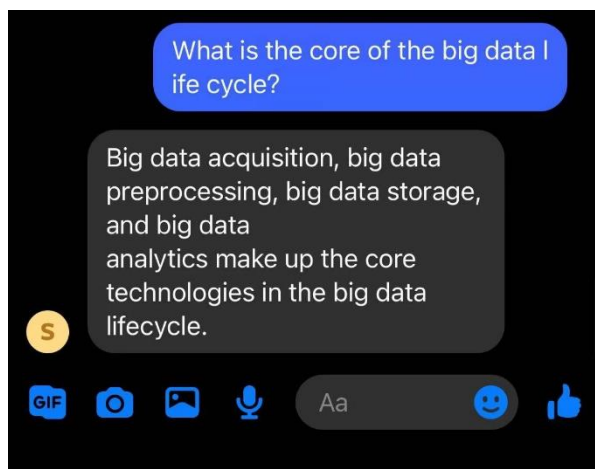 What is the core of the big data l
ife cycle?
Big data acquisition, big data
preprocessing, big data storage,
and big data
analytics make up the core
technologies in the big data
lifecycle.
S
GIF
Aa